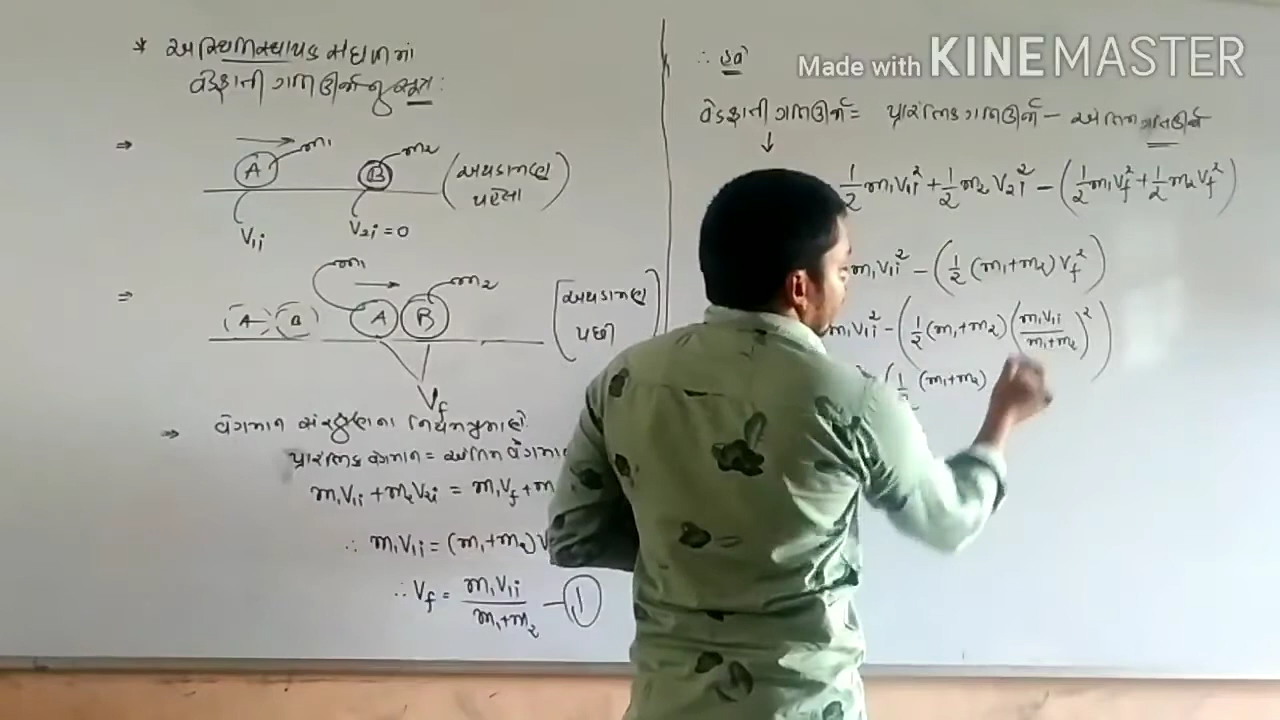 * અસ્થિતિસ્થાપક સંઘાતમાં
વેડફાતી ગતિઊર્જાનું સૂત્ર:
⇒ A m₁ B m₂ (અથડામણ પહેલા)
V₁i V₂i = 0
⇒ A B m₁ A B m₂ [અથડામણ પછી
Vf
⇒ વેગમાન સંરક્ષણના નિયમમુજબ
પ્રારંભિક વેગમાન = અંતિમ વેગમા
m₁V₁i + m₂V₂i = m₁Vf + m
∴ m₁V₁i = (m₁+m₂)V
∴ Vf = m₁V₁i / m₁+m₂ — ①
∴ હવે
Made with KINEMASTER
વેડફાતી ગતિઊર્જા = પ્રારંભિક ગતિઊર્જા − અંતિમ ગતિઊર્જા
↓
1/2 m₁V₁i² + 1/2 m₂V₂i² − (1/2 m₁Vf² + 1/2 m₂Vf²)
m₁V₁i² − (1/2 (m₁+m₂) Vf²)
m₁V₁i² − (1/2 (m₁+m₂) (m₁V₁i / m₁+m₂)²)
(1/2 (m₁+m₂)